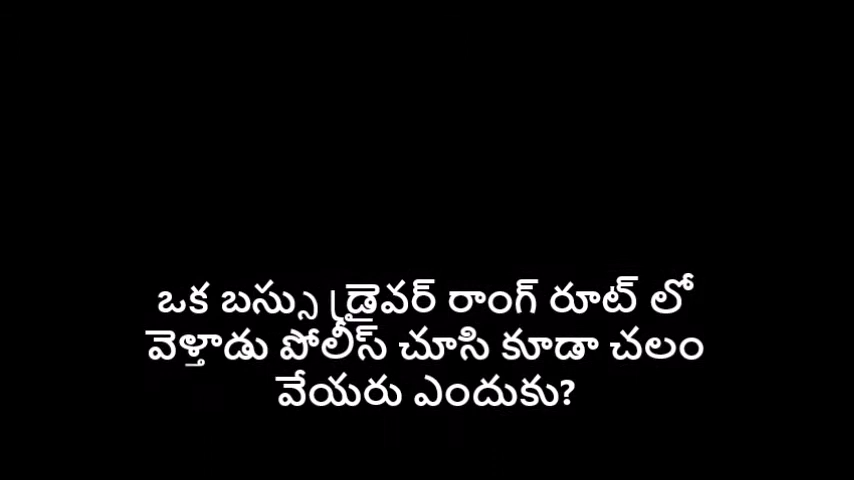 ఒక బస్సు డ్రైవర్ రాంగ్ రూట్ లో
వెళ్తాడు పోలీస్ చూసి కూడా చలం
వేయరు ఎందుకు?